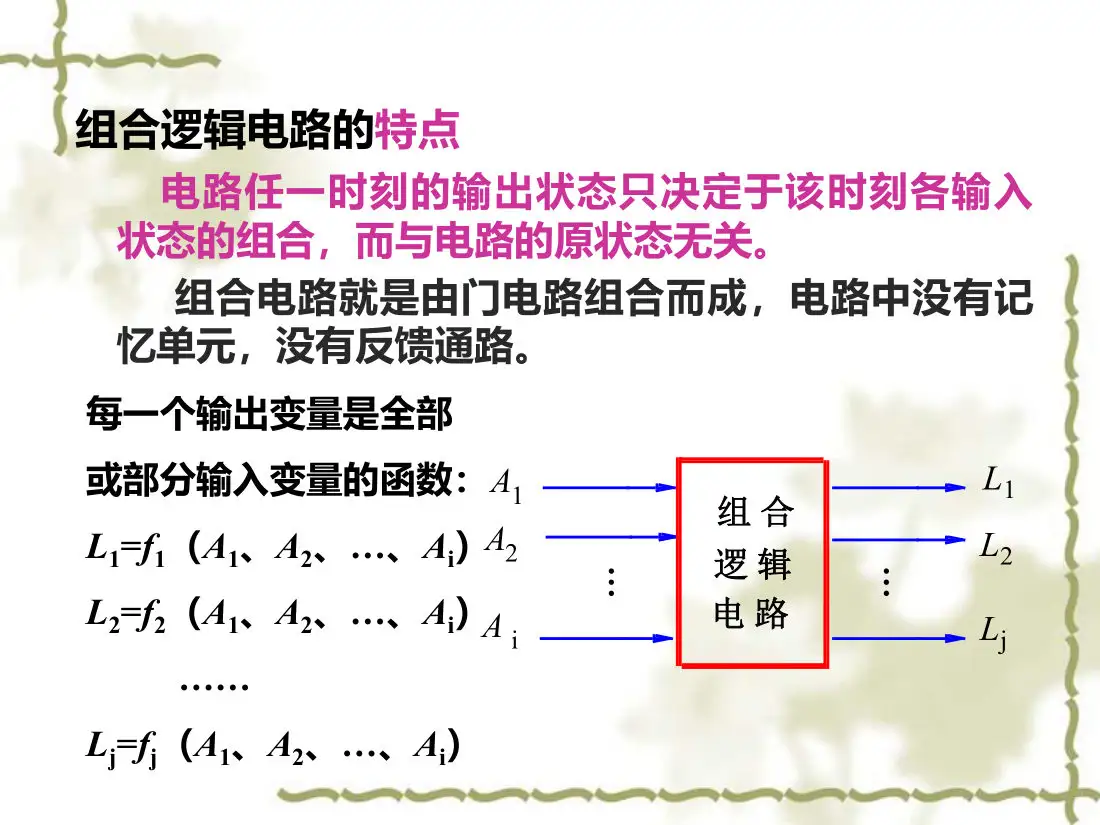 组合逻辑电路的特点
电路任一时刻的输出状态只决定于该时刻各输入
状态的组合，而与电路的原状态无关。
组合电路就是由门电路组合而成，电路中没有记
忆单元，没有反馈通路。
每一个输出变量是全部
或部分输入变量的函数：
L1=f1（A1、A2、…、Ai）
L2=f2（A1、A2、…、Ai）
……
Lj=fj（A1、A2、…、Ai）
A1
A2
⋮
A i
组 合
逻 辑
电 路
L1
L2
⋮
Lj